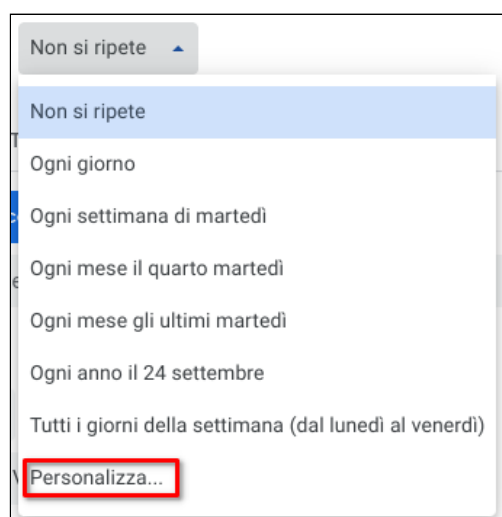 Non si ripete
Non si ripete
Ogni giorno
Ogni settimana di martedì
Ogni mese il quarto martedì
Ogni mese gli ultimi martedì
Ogni anno il 24 settembre
Tutti i giorni della settimana (dal lunedì al venerdì)
Personalizza...